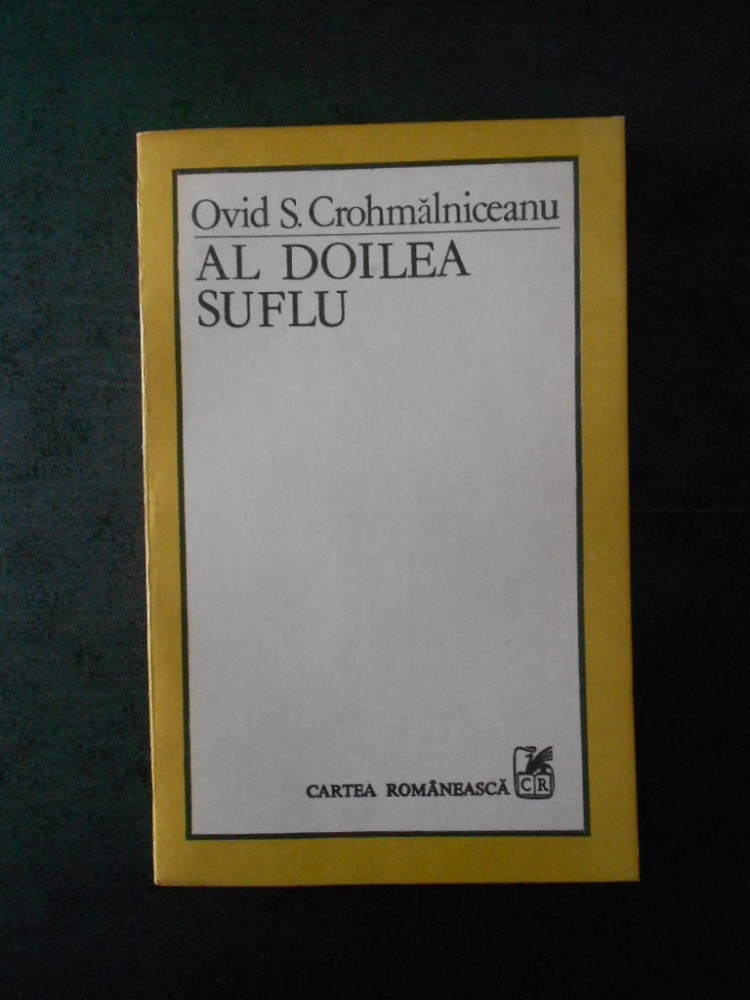 Ovid S. Crohmălniceanu
AL DOILEA
SUFLU
CARTEA ROMÂNEASCĂ CR